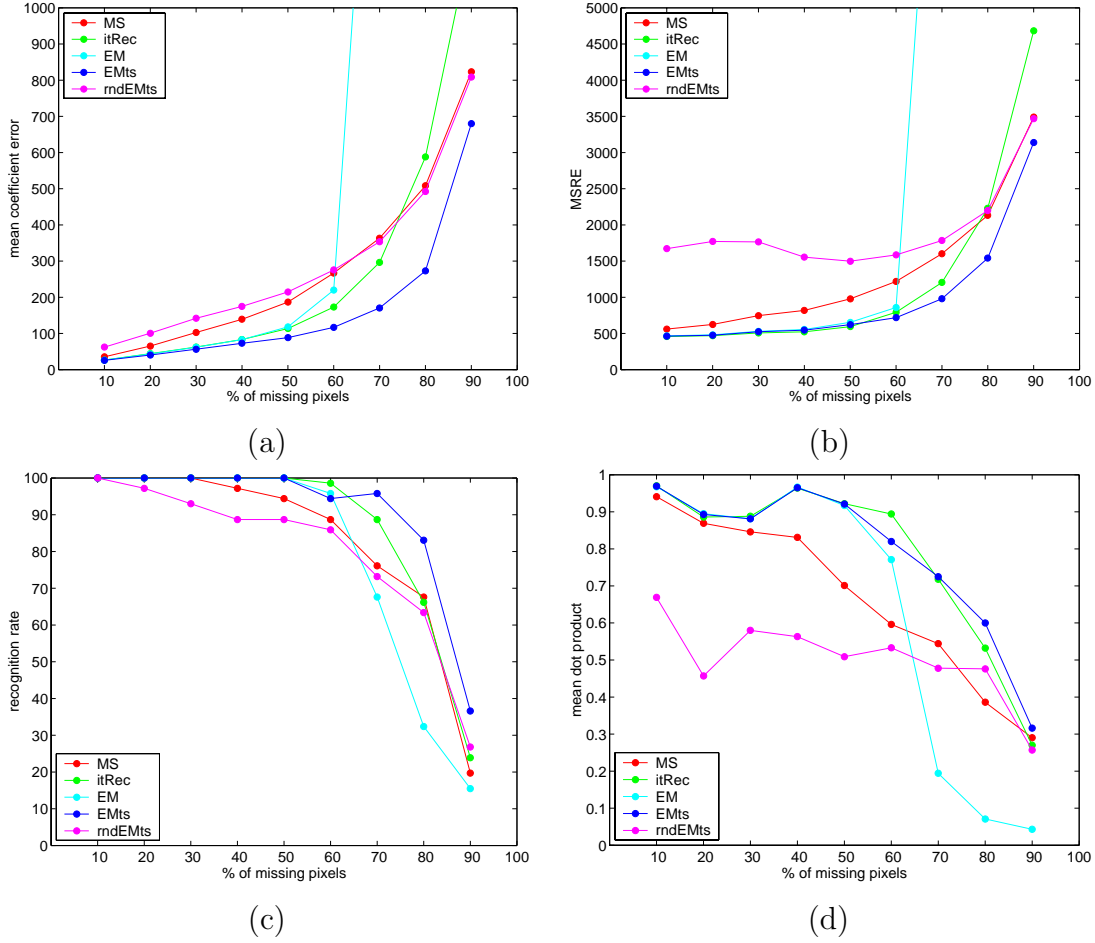 1000
900
800
700
600
500
400
300
200
100
0
mean coefficient error
MS
itRec
EM
EMts
rndEMts
10 20 30 40 50 60 70 80 90 100
% of missing pixels
(a)
5000
4500
4000
3500
3000
2500
2000
1500
1000
500
0
MSRE
MS
itRec
EM
EMts
rndEMts
10 20 30 40 50 60 70 80 90 100
% of missing pixels
(b)
100
90
80
70
60
50
40
30
20
10
0
recognition rate
MS
itRec
EM
EMts
rndEMts
10 20 30 40 50 60 70 80 90 100
% of missing pixels
(c)
1
0.9
0.8
0.7
0.6
0.5
0.4
0.3
0.2
0.1
0
mean dot product
MS
itRec
EM
EMts
rndEMts
10 20 30 40 50 60 70 80 90 100
% of missing pixels
(d)